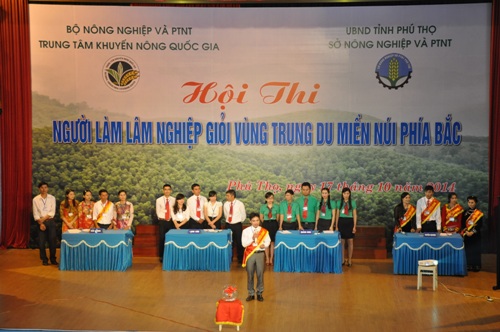 BỘ NÔNG NGHIỆP VÀ PTNT
TRUNG TÂM KHUYẾN NÔNG QUỐC GIA
UBND TỈNH PHÚ THỌ
SỞ NÔNG NGHIỆP VÀ PTNT
Hội Thi
NGƯỜI LÀM LÂM NGHIỆP GIỎI VÙNG TRUNG DU MIỀN NÚI PHÍA BẮC
Phú Thọ, ngày 15 tháng 10 năm 2014